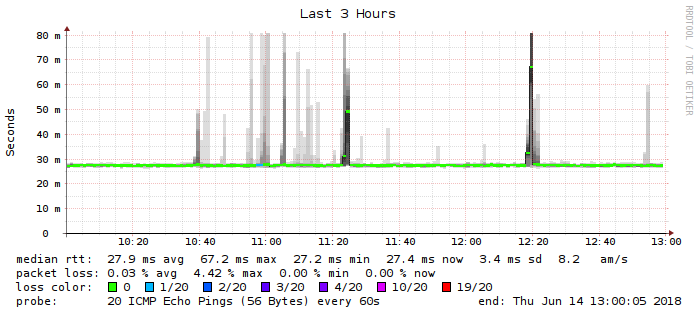 Last 3 Hours
RRDTOOL / TOBI OETIKER
Seconds
80 m
70 m
60 m
50 m
40 m
30 m
20 m
10 m
0
10:20 10:40 11:00 11:20 11:40 12:00 12:20 12:40 13:00
median rtt: 27.9 ms avg 67.2 ms max 27.2 ms min 27.4 ms now 3.4 ms sd 8.2 am/s
packet loss: 0.03 % avg 4.42 % max 0.00 % min 0.00 % now
loss color: 0 1/20 2/20 3/20 4/20 10/20 19/20
probe: 20 ICMP Echo Pings (56 Bytes) every 60s end: Thu Jun 14 13:00:05 2018